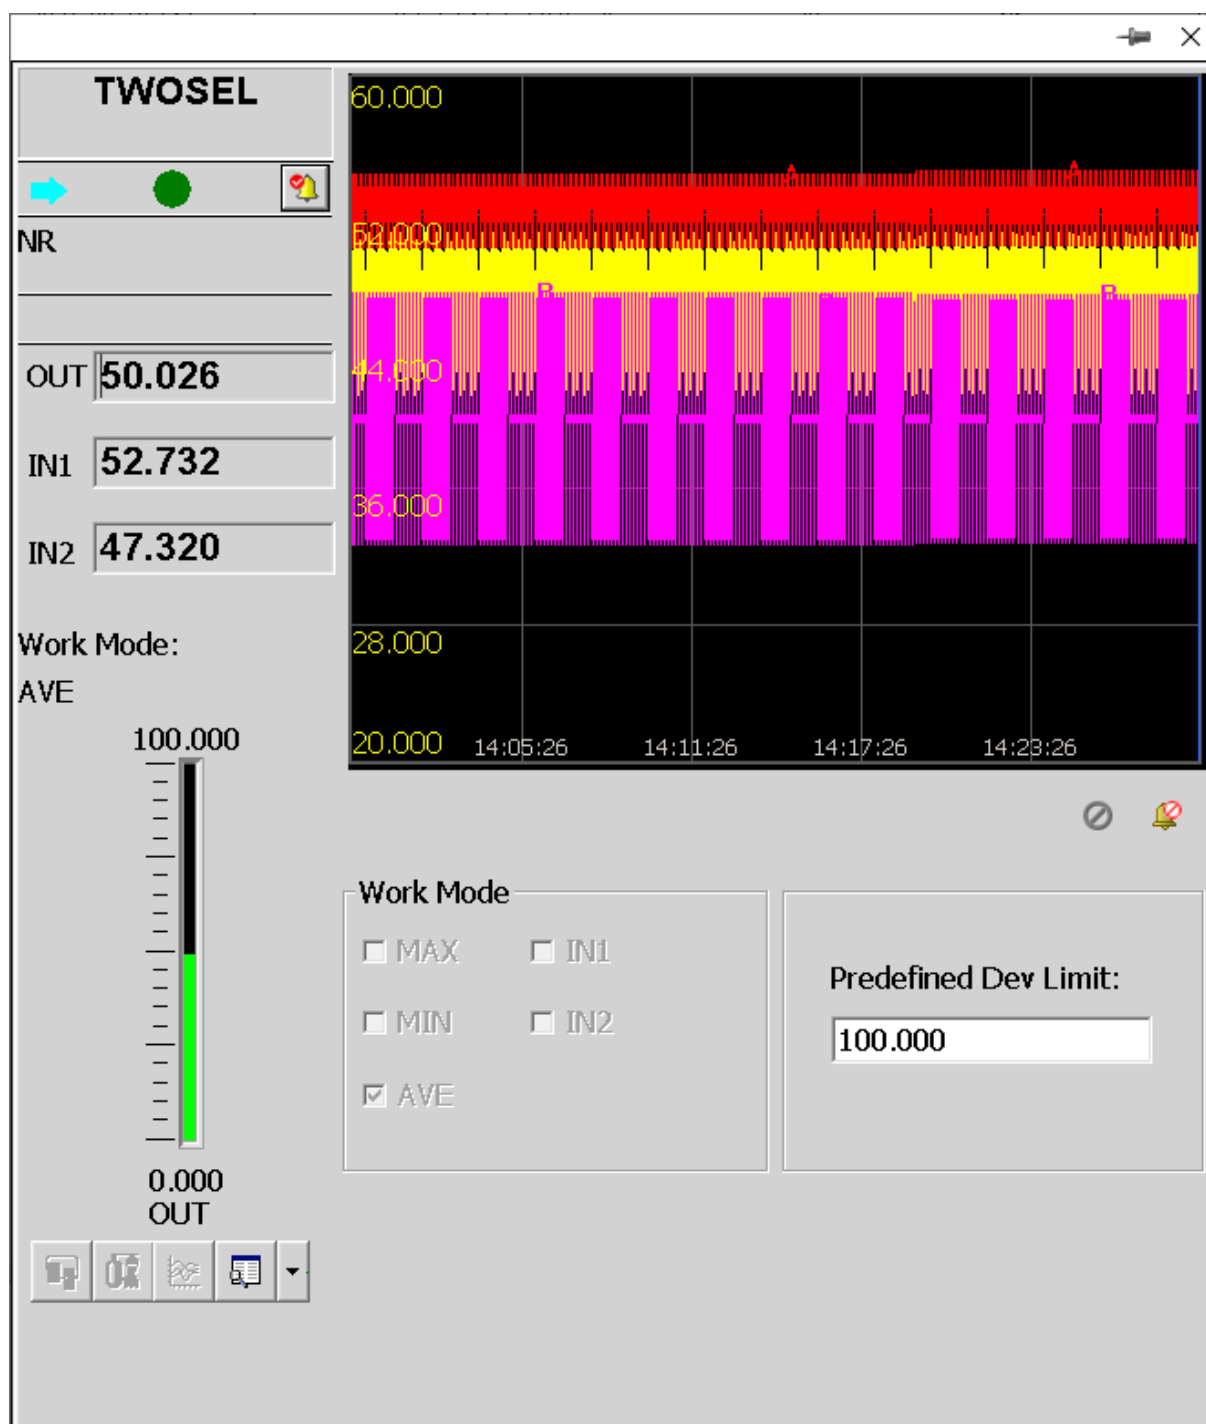 TWOSEL
NR
OUT 50.026
IN1 52.732
IN2 47.320
Work Mode:
AVE
100.000
0.000
OUT
60.000
A A
52.000
B B
44.000
36.000
28.000
20.000 14:05:26 14:11:26 14:17:26 14:23:26
Work Mode
MAX IN1
MIN IN2
AVE
Predefined Dev Limit:
100.000